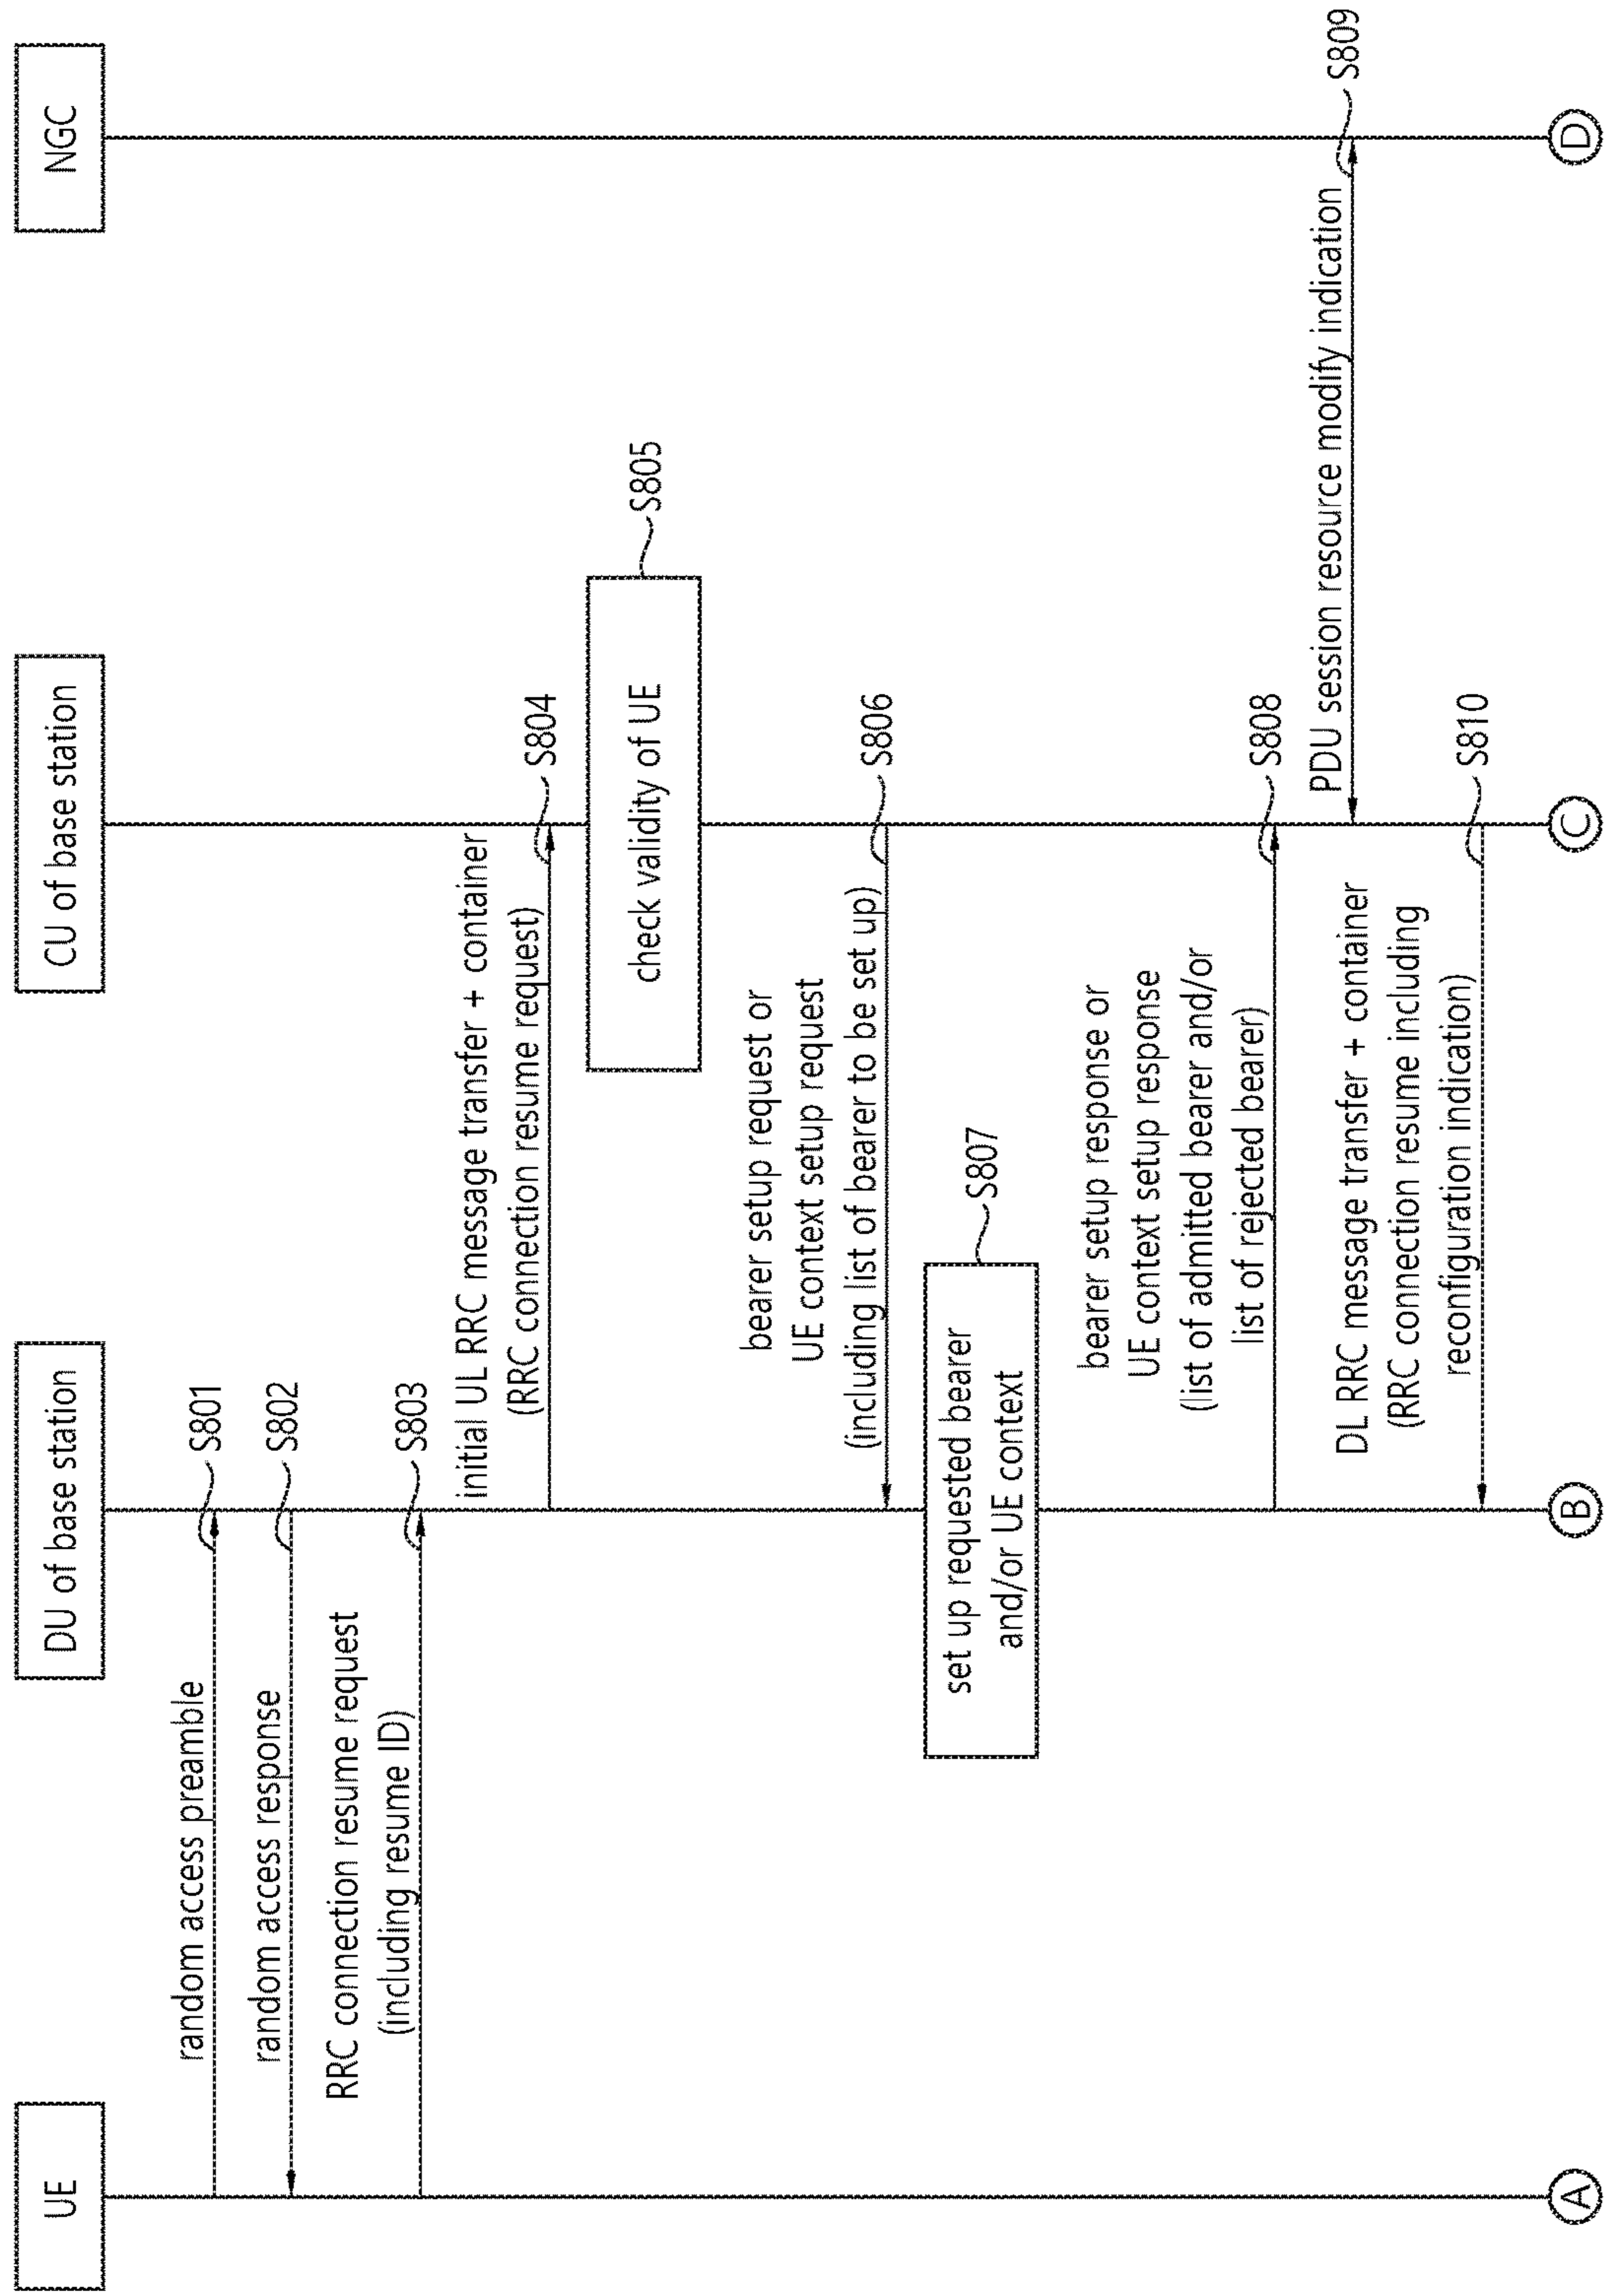 UE
DU of base station
CU of base station
NGC
random access preamble
S801
random access response
S802
RRC connection resume request
(including resume ID)
S803
initial UL RRC message transfer + container
(RRC connection resume request)
S804
check validity of UE
S805
bearer setup request or
UE context setup request
(including list of bearer to be set up)
S806
set up requested bearer
and/or UE context
S807
bearer setup response or
UE context setup response
(list of admitted bearer and/or
list of rejected bearer)
S808
PDU session resource modify indication
S809
DL RRC message transfer + container
(RRC connection resume including
reconfiguration indication)
S810
A
B
C
D